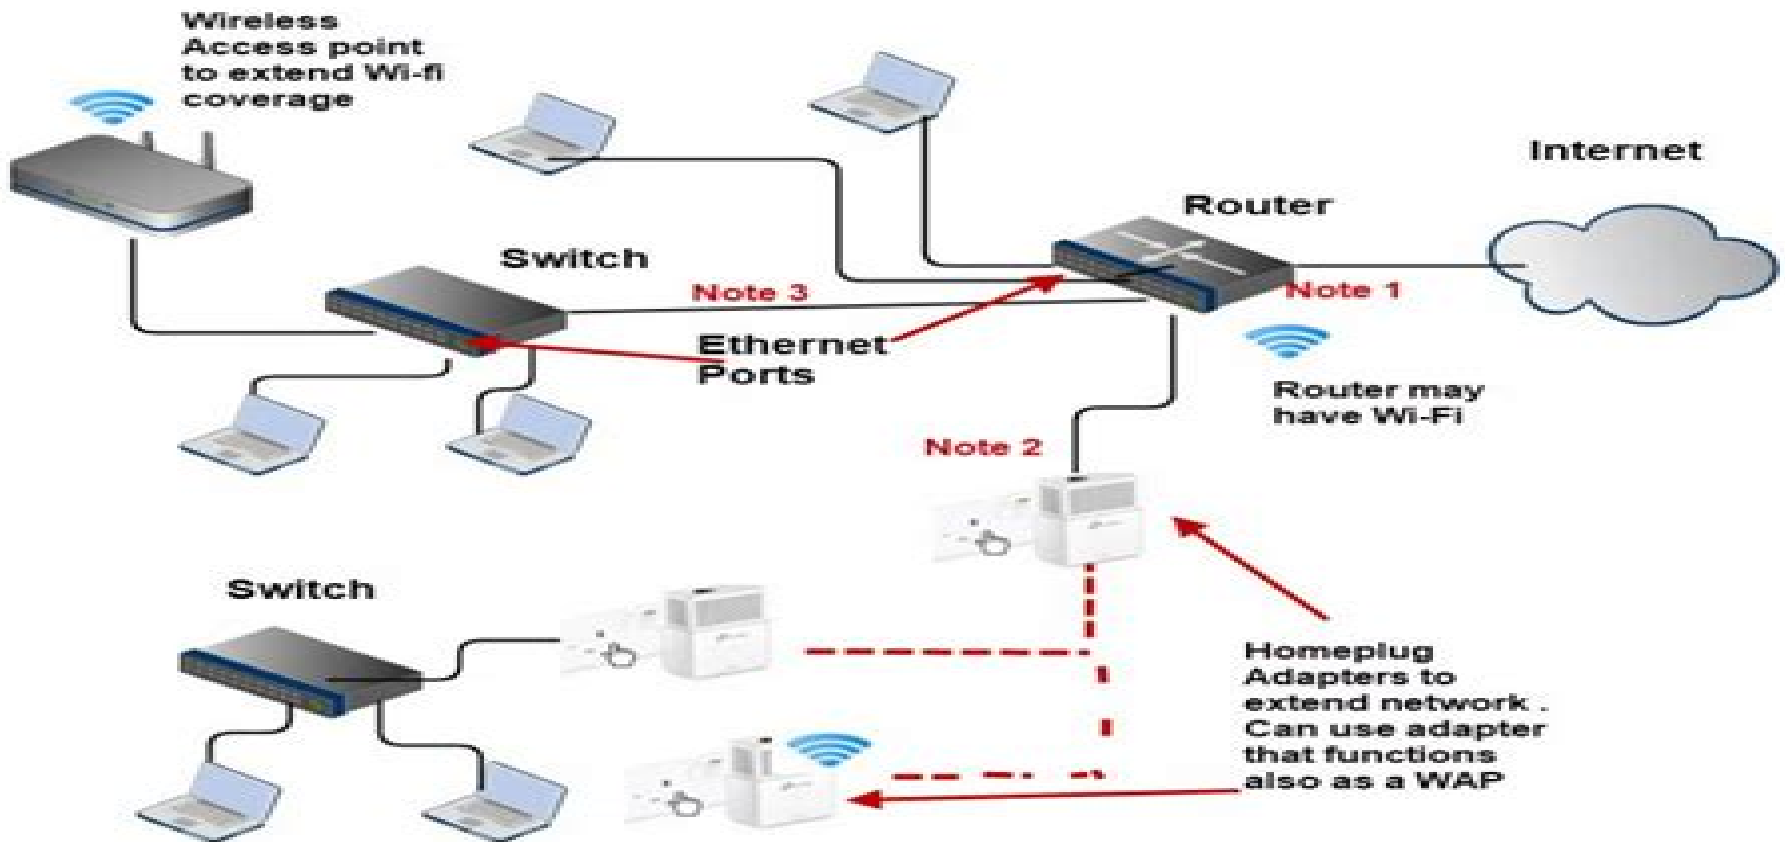 Wireless
Access point
to extend Wi-fi
coverage
Internet
Router
Switch
Note 3
Note 1
Ethernet
Ports
Router may
have Wi-Fi
Note 2
Switch
Homeplug
Adapters to
extend network .
Can use adapter
that functions
also as a WAP